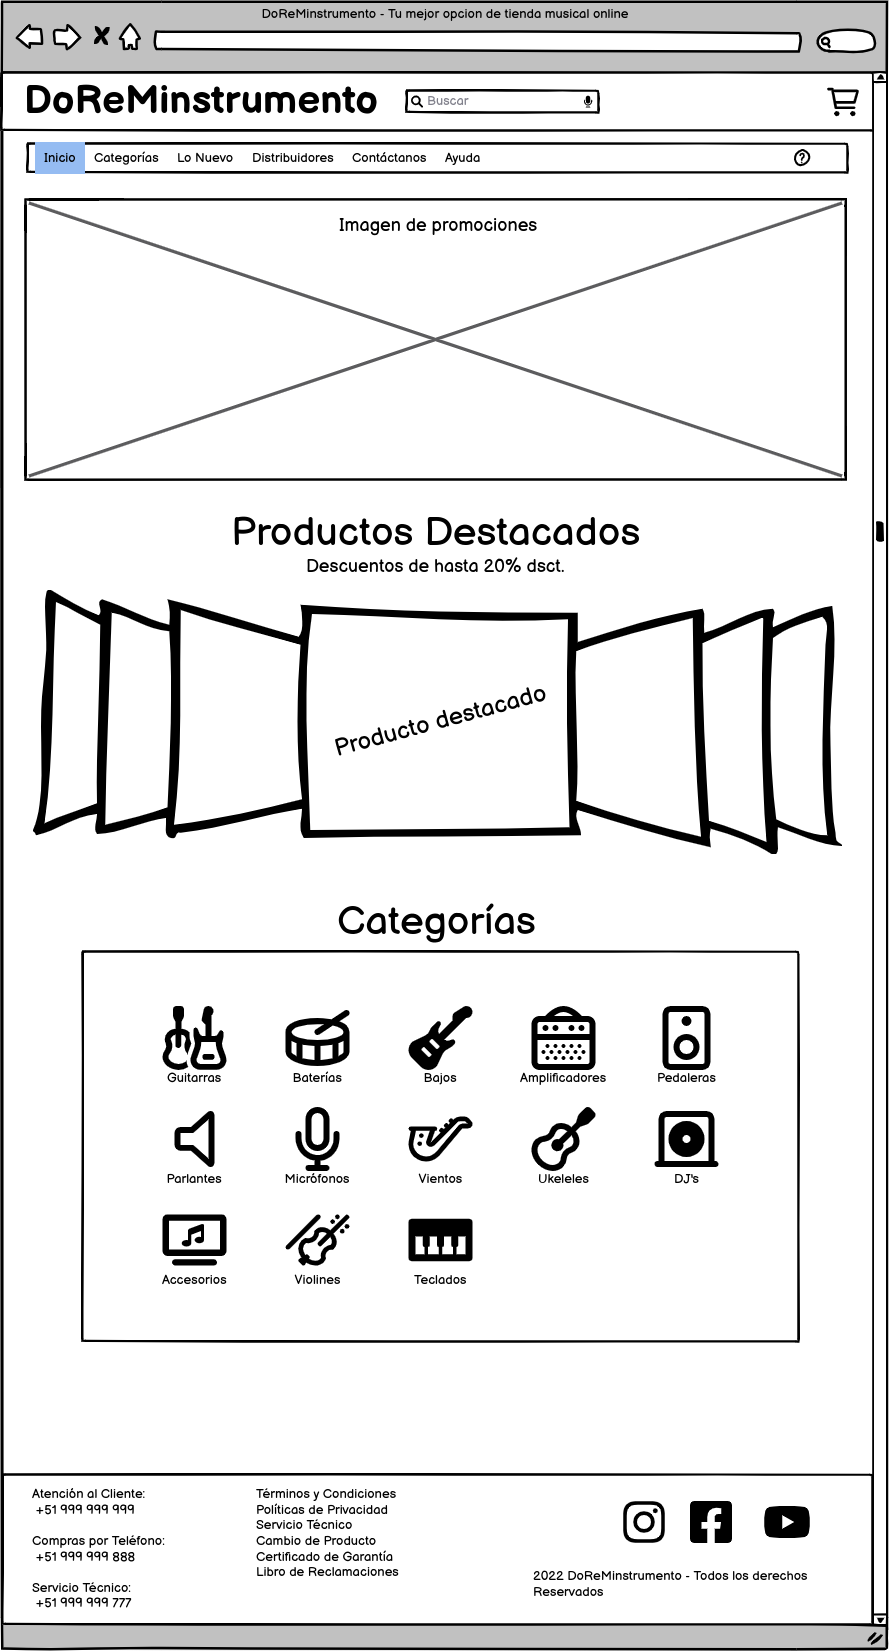 DoReMinstrumento - Tu mejor opcion de tienda musical online
DoReMinstrumento
Buscar
Inicio Categorías Lo Nuevo Distribuidores Contáctanos Ayuda
Imagen de promociones
Productos Destacados
Descuentos de hasta 20% dsct.
Producto destacado
Categorías
Guitarras Baterías Bajos Amplificadores Pedaleras
Parlantes Micrófonos Vientos Ukeleles DJ's
Accesorios Violines Teclados
Atención al Cliente:
+51 999 999 999
Compras por Teléfono:
+51 999 999 888
Servicio Técnico:
+51 999 999 777
Términos y Condiciones
Políticas de Privacidad
Servicio Técnico
Cambio de Producto
Certificado de Garantía
Libro de Reclamaciones
2022 DoReMinstrumento - Todos los derechos
Reservados